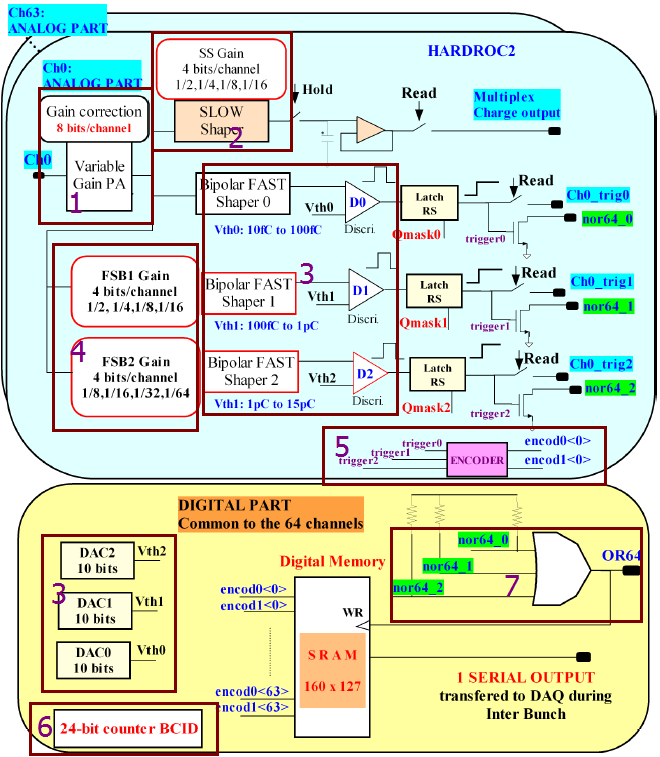 Ch63:
ANALOG PART
HARDROC2
Ch0:
ANALOG PART
SS Gain
4 bits/channel
1/2,1/4,1/8,1/16
Hold
Read
Multiplex
Charge output
Gain correction
8 bits/channel
SLOW
Shaper
2
Ch0
Variable
Gain PA
1
Bipolar FAST
Shaper 0
Vth0
D0
Discri.
Vth0: 10fC to 100fC
Latch
RS
Qmask0
Read
trigger0
Ch0_trig0
nor64_0
FSB1 Gain
4 bits/channel
1/2, 1/4,1/8,1/16
3
Bipolar FAST
Shaper 1
Vth1
D1
Discri.
Vth1: 100fC to 1pC
Latch
RS
Qmask1
Read
trigger1
Ch0_trig1
nor64_1
4
FSB2 Gain
4 bits/channel
1/8,1/16,1/32,1/64
Bipolar FAST
Shaper 2
Vth2
D2
Discri.
Vth1: 1pC to 15pC
Latch
RS
Qmask2
Read
trigger2
Ch0_trig2
nor64_2
5
trigger0
trigger1
trigger2
ENCODER
encod0<0>
encod1<0>
DIGITAL PART
Common to the 64 channels
DAC2
10 bits
Vth2
3
DAC1
10 bits
Vth1
DAC0
10 bits
Vth0
Digital Memory
encod0<0>
encod1<0>
WR
SRAM
160 x 127
encod0<63>
encod1<63>
nor64_0
nor64_1
nor64_2
7
OR64
1 SERIAL OUTPUT
transfered to DAQ during
Inter Bunch
6
24-bit counter BCID